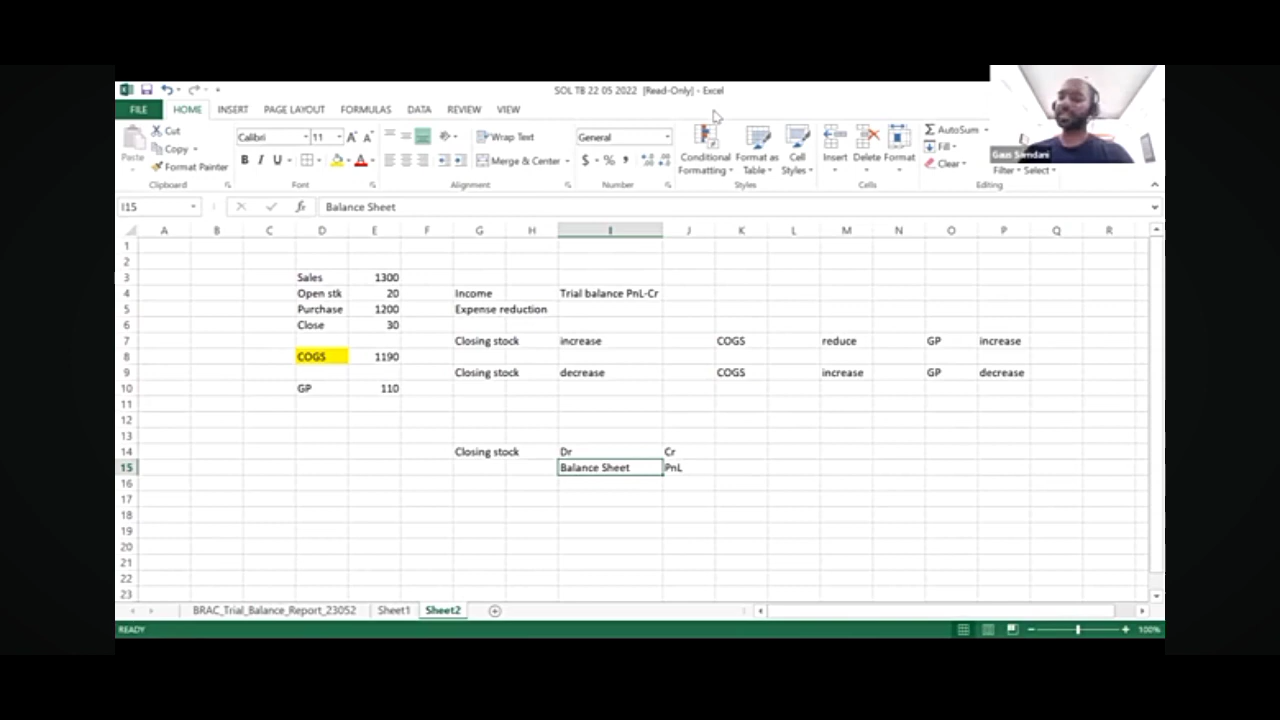 SOL TB 22 05 2022 [Read-Only] - Excel
FILE HOME INSERT PAGE LAYOUT FORMULAS DATA REVIEW VIEW
Cut Calibri 11 Wrap Text General AutoSum
Copy Fill
Paste Format Painter B I U Merge & Center $ % , Conditional Formatting Format as Table Cell Styles Insert Delete Format Clear Filter Select
Gaus Samdani
Clipboard Font Alignment Number Styles Cells Editing
I15 fx Balance Sheet
A B C D E F G H I J K L M N O P Q R
1
2
3 Sales 1300
4 Open stk 20 Income Trial balance PnL-Cr
5 Purchase 1200 Expense reduction
6 Close 30
7 Closing stock increase COGS reduce GP increase
8 COGS 1190
9 Closing stock decrease COGS increase GP decrease
10 GP 110
11
12
13
14 Closing stock Dr Cr
15 Balance Sheet PnL
16
17
18
19
20
21
22
23
BRAC_Trial_Balance_Report_23052 Sheet1 Sheet2
READY 100%